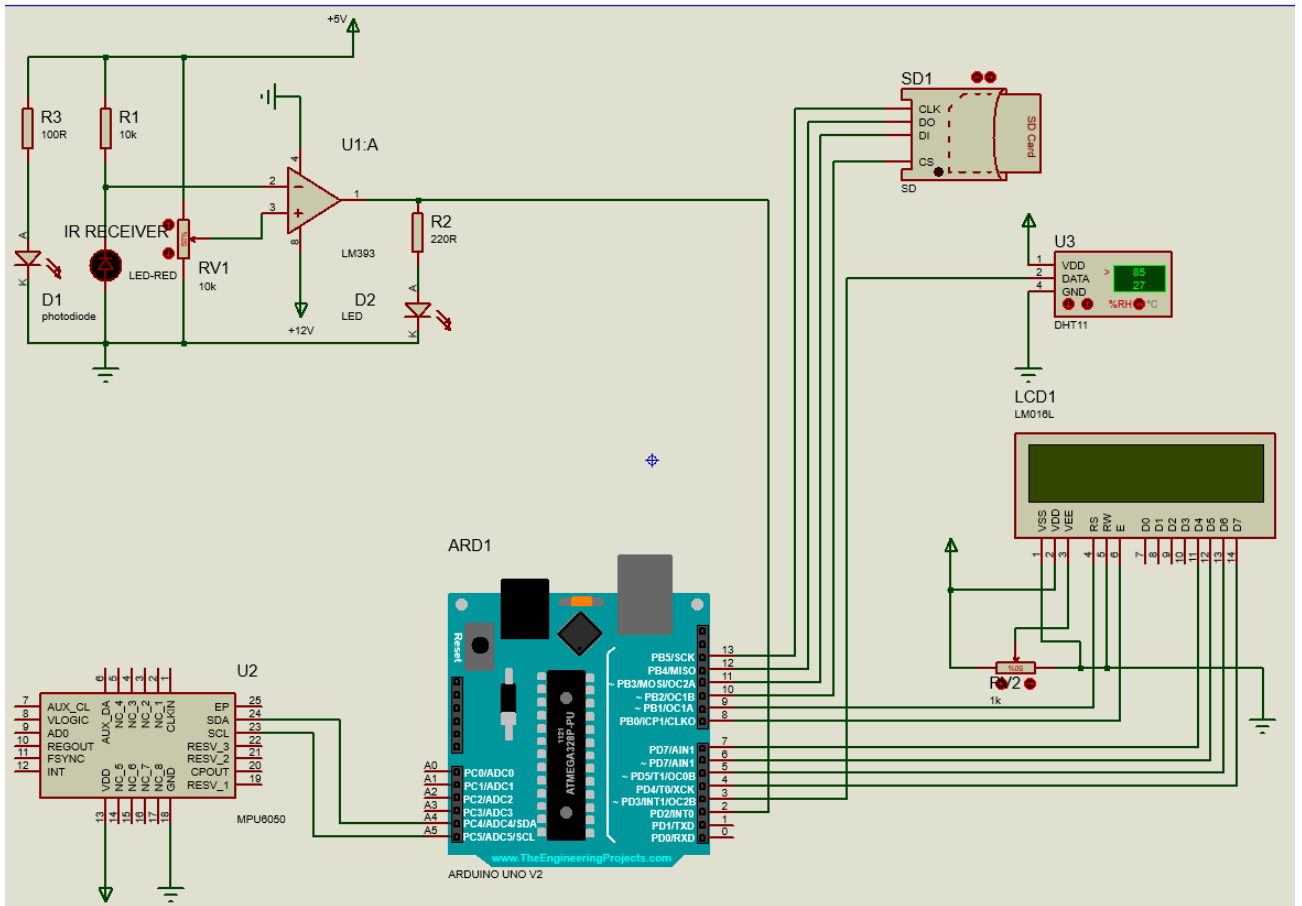 +5V
R3
100R
R1
10k
U1:A
4
2
3
1
8
LM393
+12V
IR RECEIVER
LED-RED
RV1
10k
50%
A
K
D1
photodiode
R2
220R
A
K
D2
LED
SD1
CLK
DO
DI
CS
SD Card
SD
U3
1 VDD
2 DATA
4 GND
>
85
27
%RH °C
DHT11
LCD1
LM016L
VSS VDD VEE RS RW E D0 D1 D2 D3 D4 D5 D6 D7
1 2 3 4 5 6 7 8 9 10 11 12 13 14
50%
RV2
1k
ARD1
Reset
1121
ATMEGA328P-PU
PB5/SCK 13
PB4/MISO 12
~ PB3/MOSI/OC2A 11
~ PB2/OC1B 10
~ PB1/OC1A 9
PB0/ICP1/CLKO 8
PD7/AIN1 7
~ PD7/AIN1 6
~ PD5/T1/OC0B 5
PD4/T0/XCK 4
~ PD3/INT1/OC2B 3
PD2/INT0 2
PD1/TXD 1
PD0/RXD 0
A0 PC0/ADC0
A1 PC1/ADC1
A2 PC2/ADC2
A3 PC3/ADC3
A4 PC4/ADC4/SDA
A5 PC5/ADC5/SCL
www.TheEngineeringProjects.com
ARDUINO UNO V2
U2
6 5 4 3 2 1
AUX_DA NC_4 NC_3 NC_2 NC_1 CLKIN
7 AUX_CL
8 VLOGIC
9 AD0
10 REGOUT
11 FSYNC
12 INT
EP 25
SDA 24
SCL 23
RESV_3 22
RESV_2 21
CPOUT 20
RESV_1 19
VDD NC_5 NC_6 NC_7 NC_8 GND
13 14 15 16 17 18
MPU6050